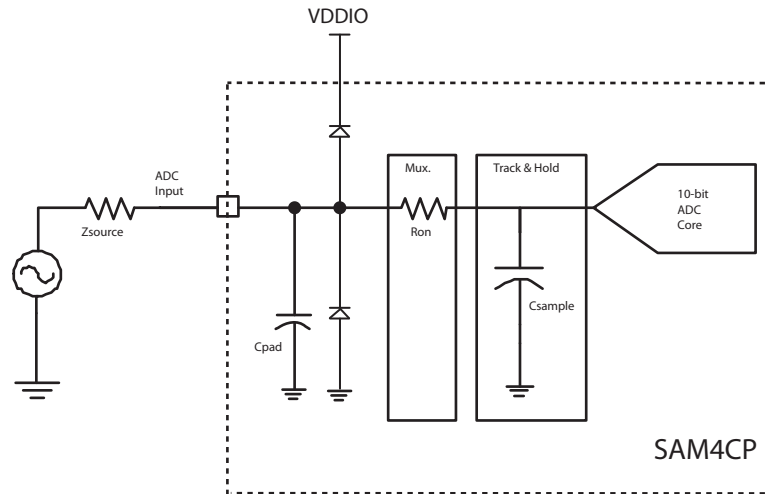 VDDIO
ADC
Input
Zsource
Cpad
Mux.
Ron
Track & Hold
Csample
10-bit
ADC
Core
SAM4CP